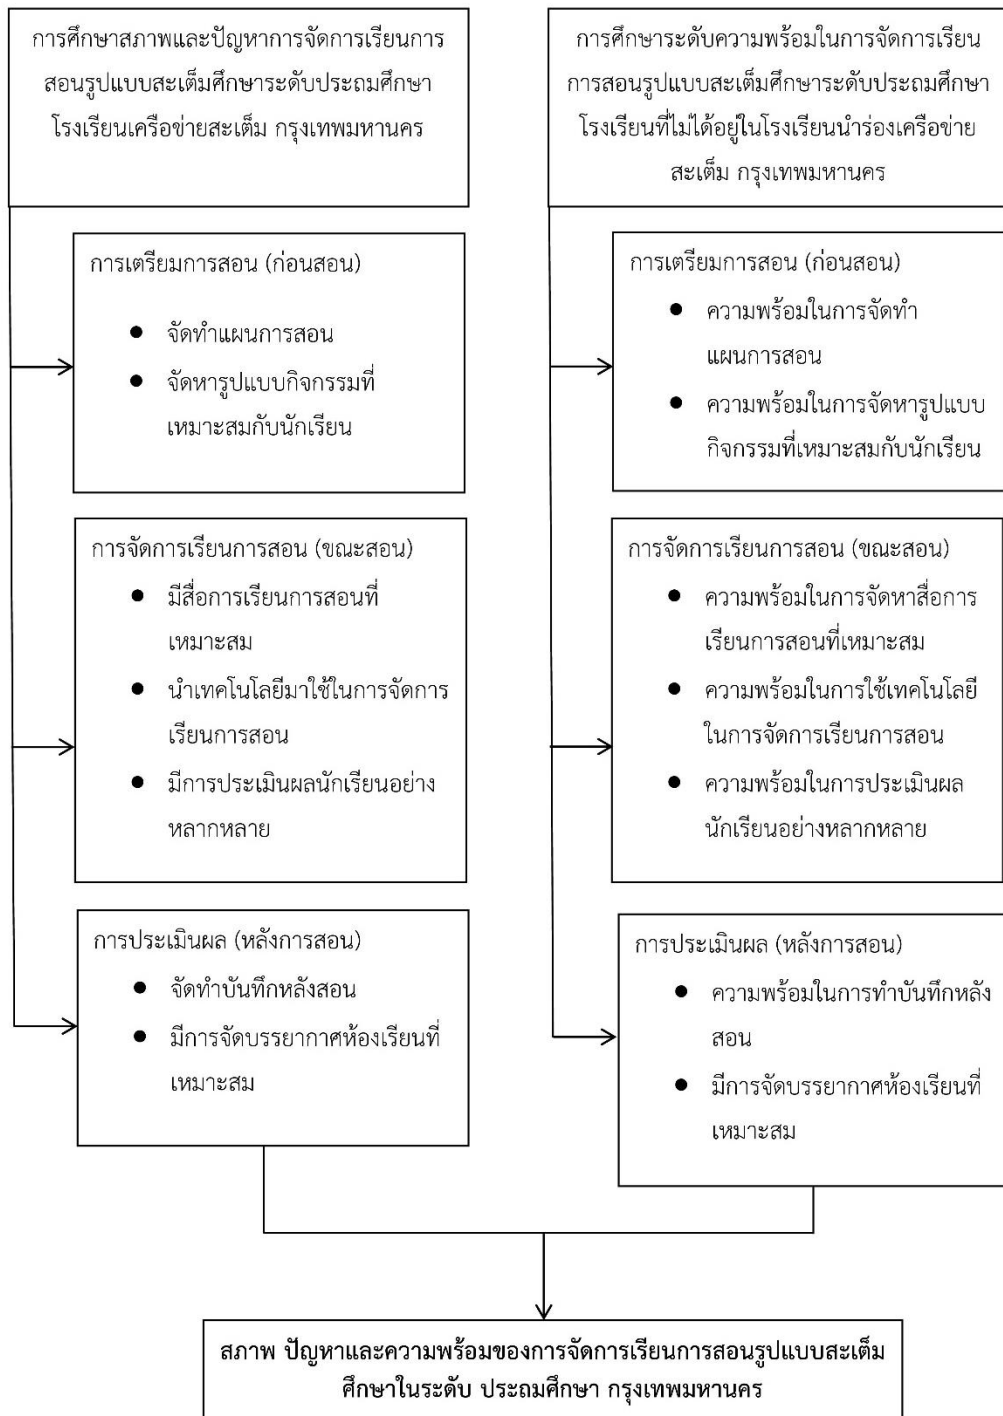 การศึกษาสภาพและปัญหาการจัดการเรียนการ
สอนรูปแบบสะเต็มศึกษาระดับประถมศึกษา
โรงเรียนเครือข่ายสะเต็ม กรุงเทพมหานคร
การเตรียมการสอน (ก่อนสอน)
● จัดทำแผนการสอน
● จัดหารูปแบบกิจกรรมที่
เหมาะสมกับนักเรียน
การจัดการเรียนการสอน (ขณะสอน)
● มีสื่อการเรียนการสอนที่
เหมาะสม
● นำเทคโนโลยีมาใช้ในการจัดการ
เรียนการสอน
● มีการประเมินผลนักเรียนอย่าง
หลากหลาย
การประเมินผล (หลังการสอน)
● จัดทำบันทึกหลังสอน
● มีการจัดบรรยากาศห้องเรียนที่
เหมาะสม
การศึกษาระดับความพร้อมในการจัดการเรียน
การสอนรูปแบบสะเต็มศึกษาระดับประถมศึกษา
โรงเรียนที่ไม่ได้อยู่ในโรงเรียนนำร่องเครือข่าย
สะเต็ม กรุงเทพมหานคร
การเตรียมการสอน (ก่อนสอน)
● ความพร้อมในการจัดทำ
แผนการสอน
● ความพร้อมในการจัดหารูปแบบ
กิจกรรมที่เหมาะสมกับนักเรียน
การจัดการเรียนการสอน (ขณะสอน)
● ความพร้อมในการจัดหาสื่อการ
เรียนการสอนที่เหมาะสม
● ความพร้อมในการใช้เทคโนโลยี
ในการจัดการเรียนการสอน
● ความพร้อมในการประเมินผล
นักเรียนอย่างหลากหลาย
การประเมินผล (หลังการสอน)
● ความพร้อมในการทำบันทึกหลัง
สอน
● มีการจัดบรรยากาศห้องเรียนที่
เหมาะสม
สภาพ ปัญหาและความพร้อมของการจัดการเรียนการสอนรูปแบบสะเต็ม
ศึกษาในระดับ ประถมศึกษา กรุงเทพมหานคร